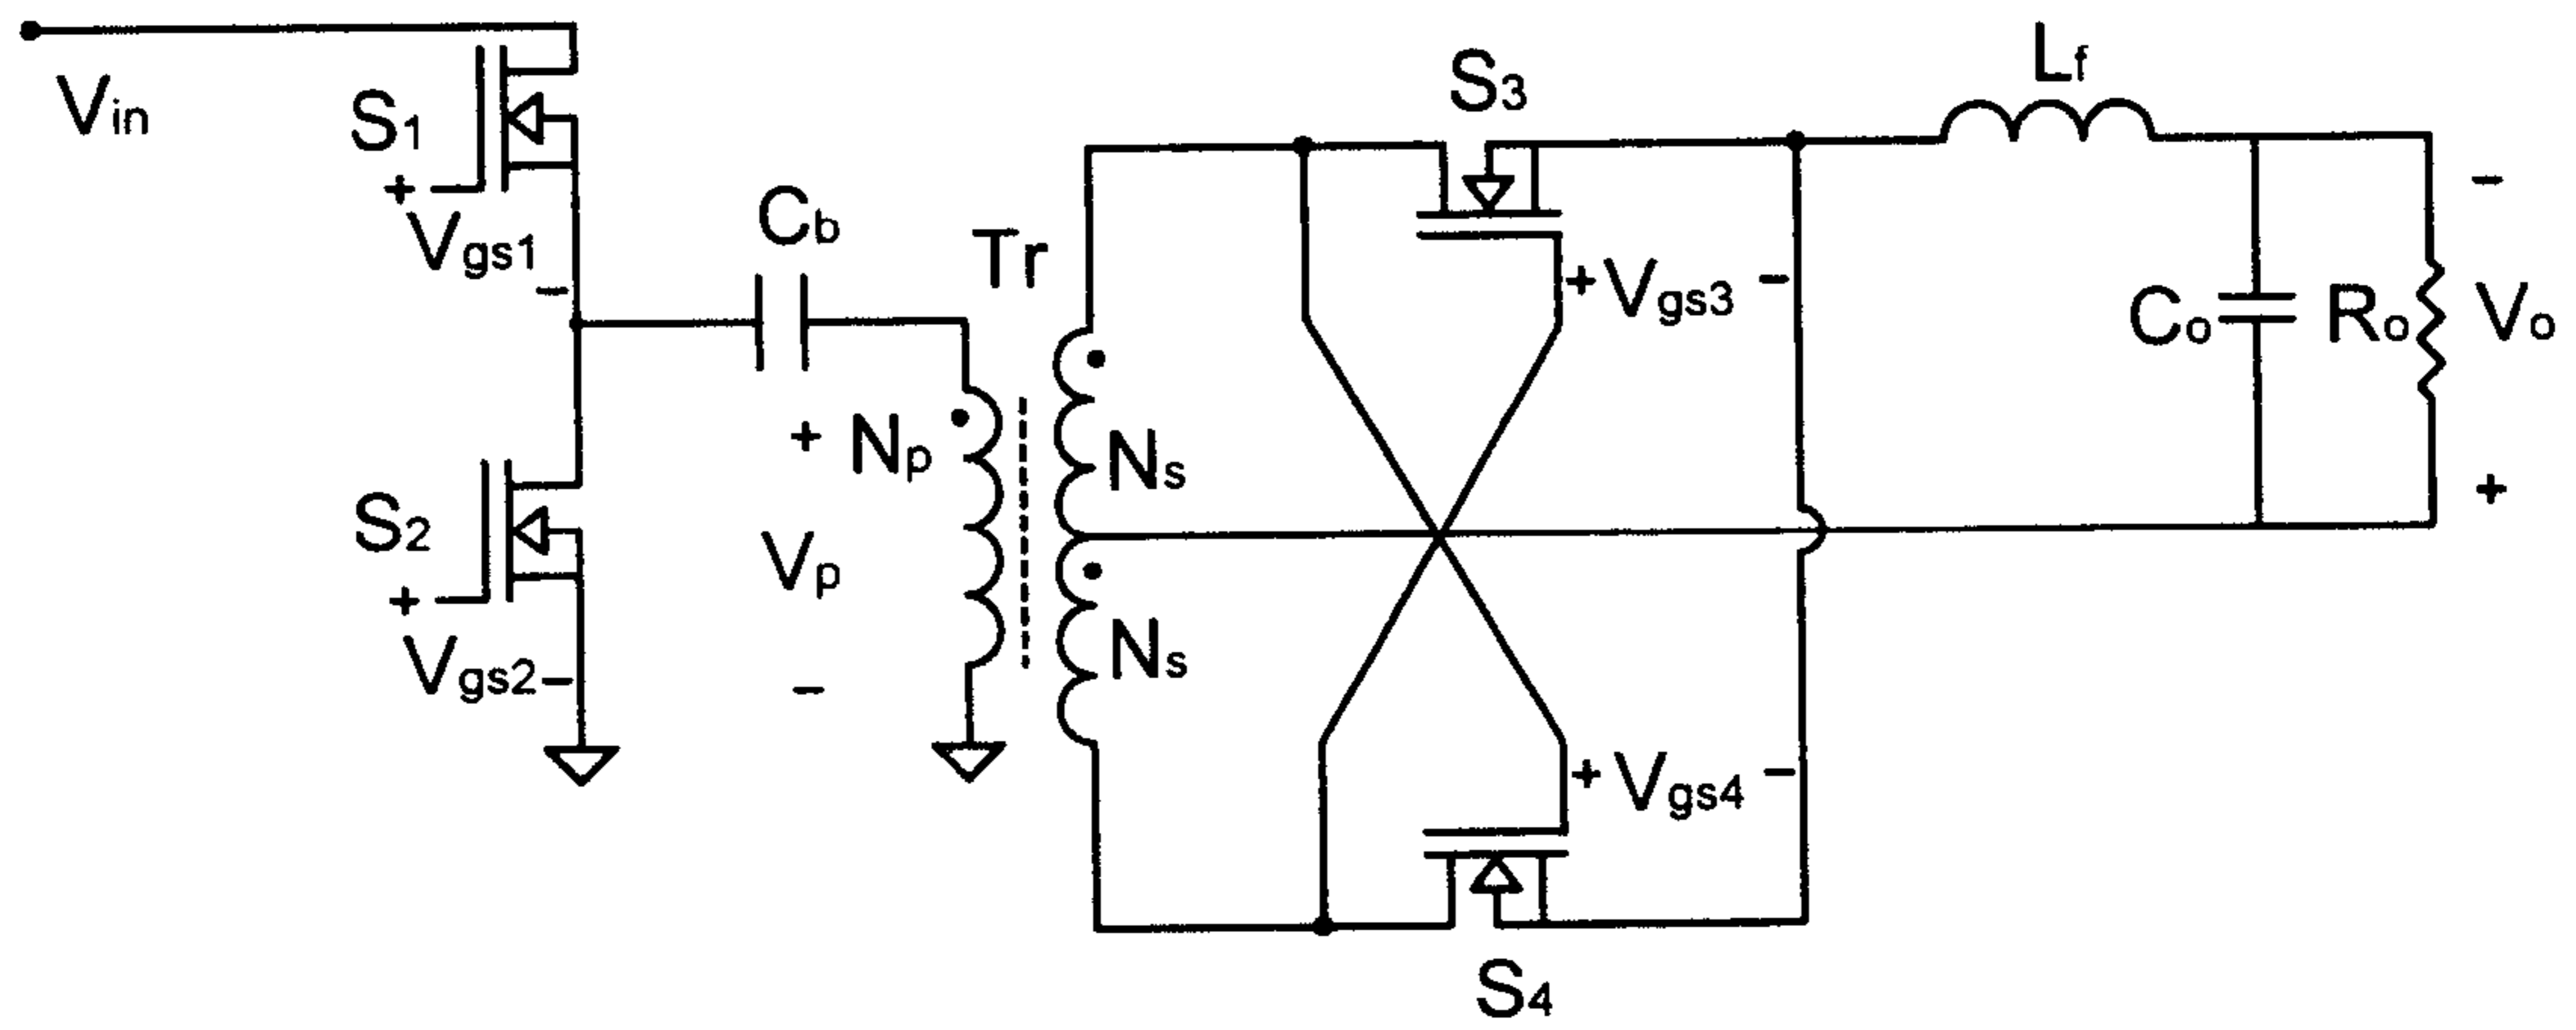 Vin
S1
+
Vgs1
-
S2
+
Vgs2
-
Cb
+
Vp
-
Np
Tr
Ns
Ns
S3
+ Vgs3 -
+ Vgs4 -
S4
Lf
Co
Ro
-
Vo
+